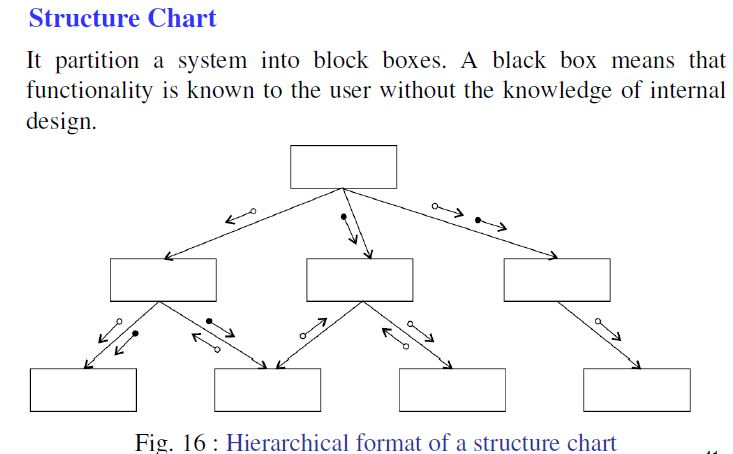 Structure Chart
It partition a system into block boxes. A black box means that
functionality is known to the user without the knowledge of internal
design.
Fig. 16 : Hierarchical format of a structure chart